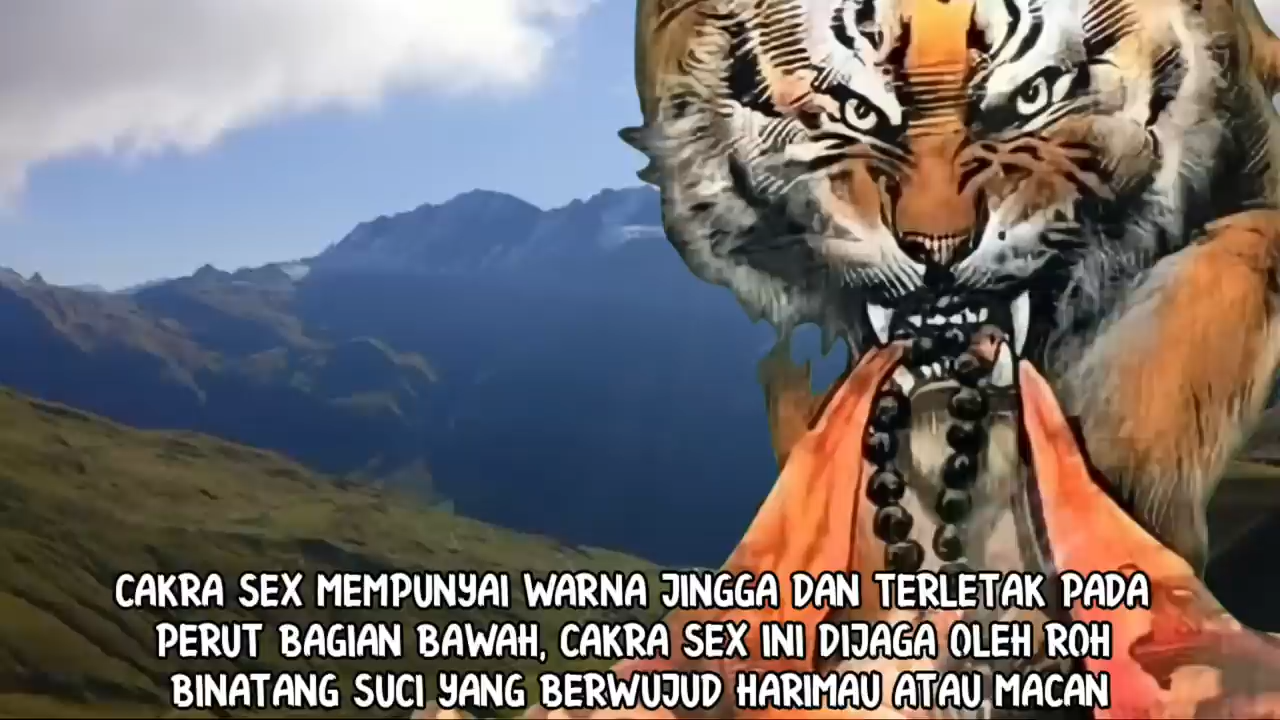 CAKRA SEX MEMPUNYAI WARNA JINGGA DAN TERLETAK PADA
PERUT BAGIAN BAWAH, CAKRA SEX INI DIJAGA OLEH ROH
BINATANG SUCI YANG BERWUJUD HARIMAU ATAU MACAN